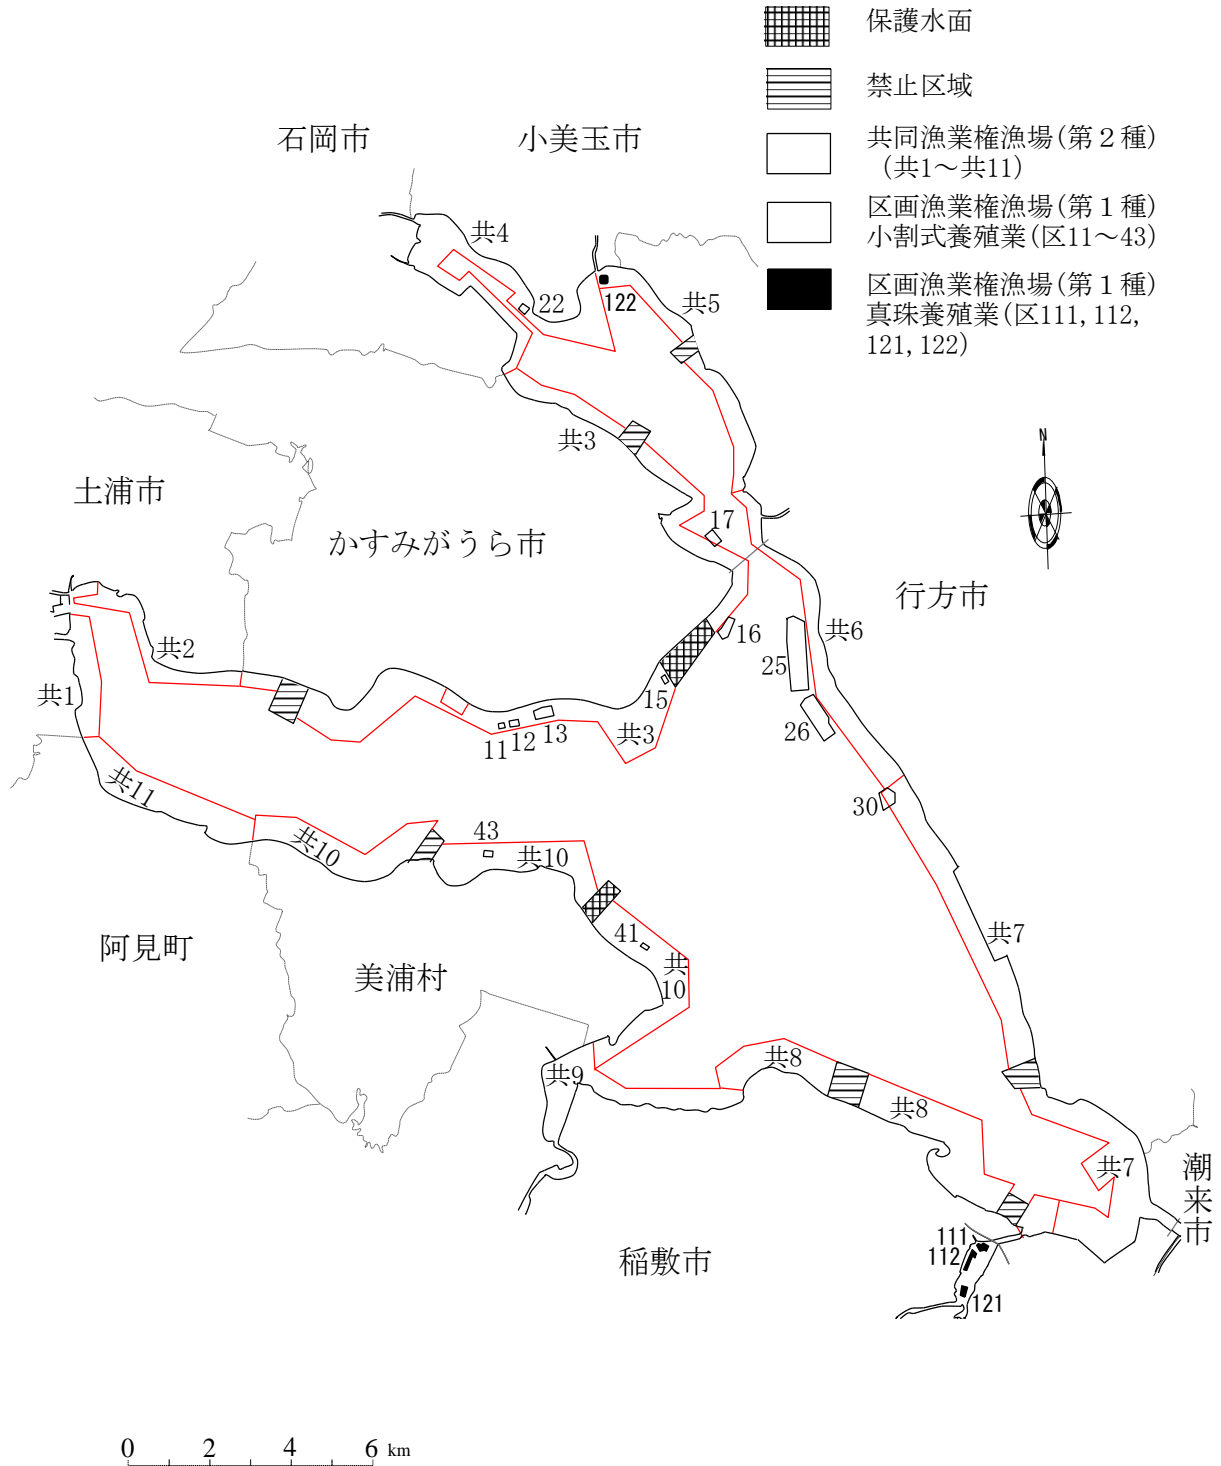 保護水面
禁止区域
共同漁業権漁場(第２種)
(共1～共11)
区画漁業権漁場(第１種)
小割式養殖業(区11～43)
区画漁業権漁場(第１種)
真珠養殖業(区111, 112,
121, 122)
石岡市
小美玉市
共4
22
122
共5
共3
土浦市
かすみがうら市
17
N
行方市
共2
16
共6
25
15
共1
11
12
13
共3
26
30
共11
共10
43
共10
阿見町
41
共7
美浦村
共
10
共9
共8
共8
共7
潮来市
稲敷市
111
112
121
0 2 4 6 km